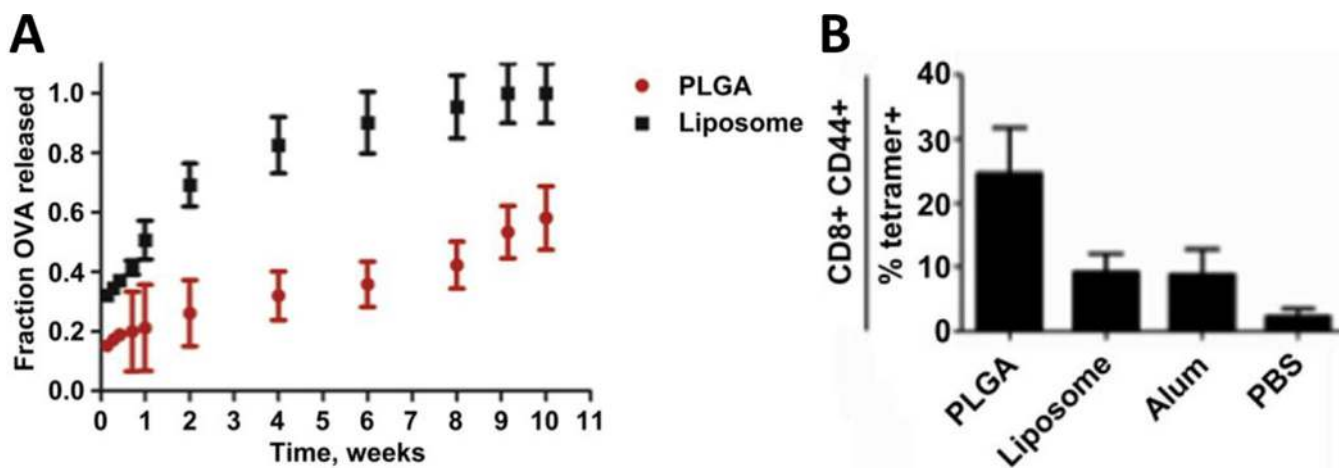 A
Fraction OVA released
1.0
0.8
0.6
0.4
0.2
0.0
0 1 2 3 4 5 6 7 8 9 10 11
Time, weeks
PLGA
Liposome
B
CD8+ CD44+
% tetramer+
40
30
20
10
0
PLGA
Liposome
Alum
PBS